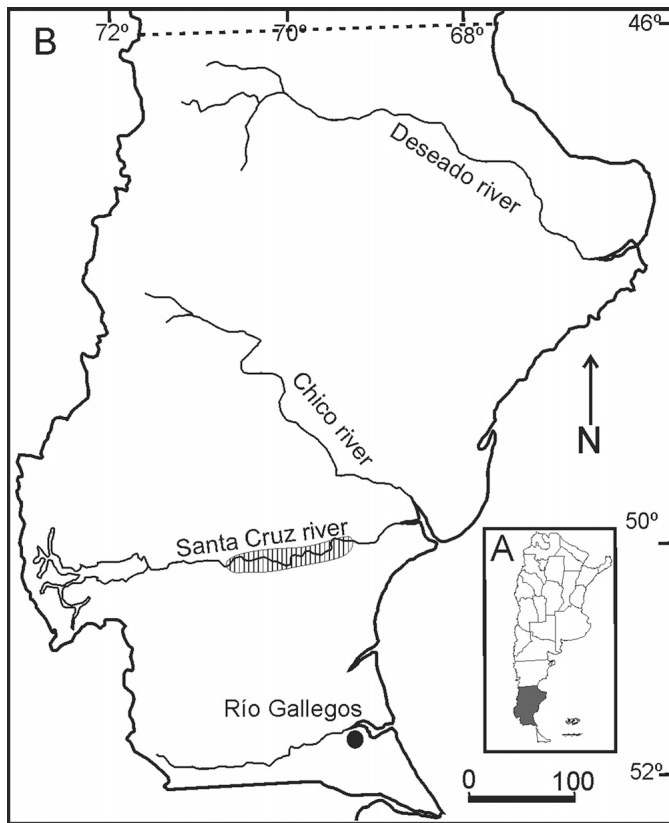 B
72º
70º
68º
46º
Deseado river
Chico river
N
Santa Cruz river
50º
A
Río Gallegos
52º
0
100